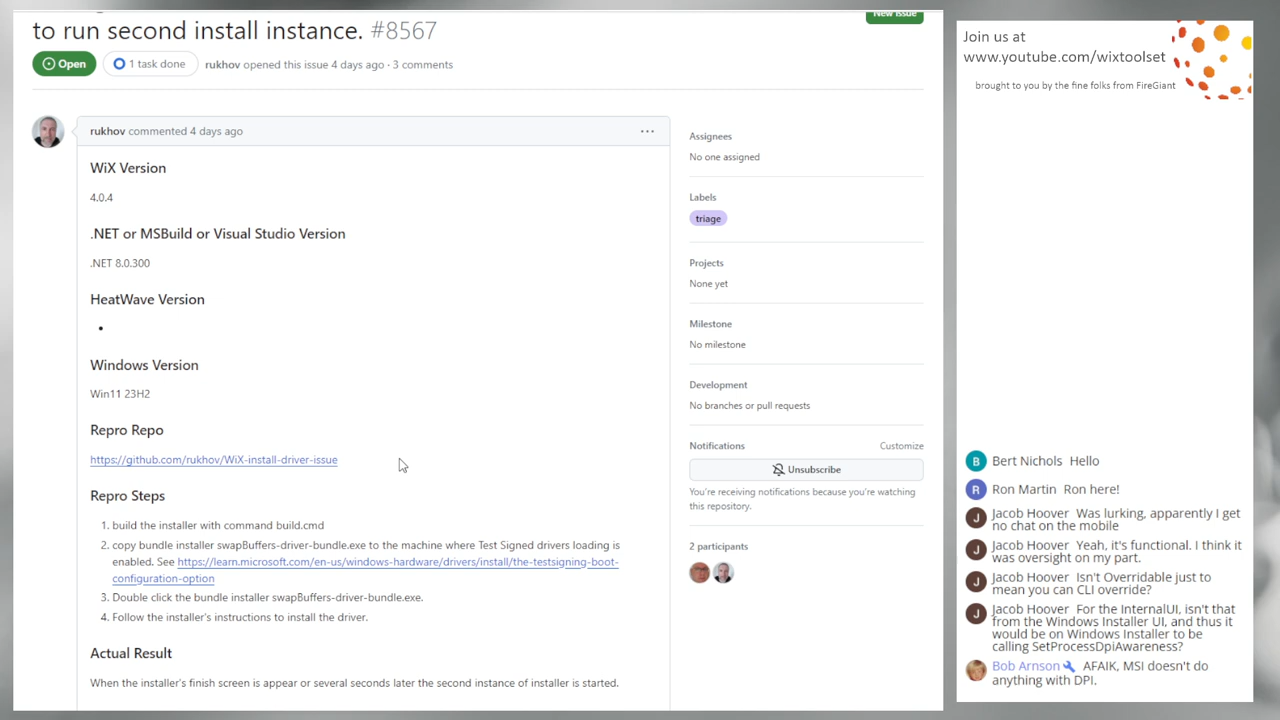 to run second install instance. #8567
New issue
Open
1 task done
rukhov opened this issue 4 days ago · 3 comments
rukhov commented 4 days ago
WiX Version
4.0.4
.NET or MSBuild or Visual Studio Version
.NET 8.0.300
HeatWave Version
•
Windows Version
Win11 23H2
Repro Repo
https://github.com/rukhov/WiX-install-driver-issue
Repro Steps
1. build the installer with command build.cmd
2. copy bundle installer swapBuffers-driver-bundle.exe to the machine where Test Signed drivers loading is
enabled. See https://learn.microsoft.com/en-us/windows-hardware/drivers/install/the-testsigning-boot-
configuration-option
3. Double click the bundle installer swapBuffers-driver-bundle.exe.
4. Follow the installer's instructions to install the driver.
Actual Result
When the installer's finish screen is appear or several seconds later the second instance of installer is started.
Assignees
No one assigned
Labels
triage
Projects
None yet
Milestone
No milestone
Development
No branches or pull requests
Notifications
Customize
Unsubscribe
You're receiving notifications because you're watching
this repository.
2 participants
Join us at
www.youtube.com/wixtoolset
brought to you by the fine folks from FireGiant
B Bert Nichols Hello
R Ron Martin Ron here!
J Jacob Hoover Was lurking, apparently I get
no chat on the mobile
J Jacob Hoover Yeah, it's functional. I think it
was oversight on my part.
J Jacob Hoover Isn't Overridable just to
mean you can CLI override?
J Jacob Hoover For the InternalUI, isn't that
from the Windows Installer UI, and thus it
would be on Windows Installer to be
calling SetProcessDpiAwareness?
Bob Arnson AFAIK, MSI doesn't do
anything with DPI.